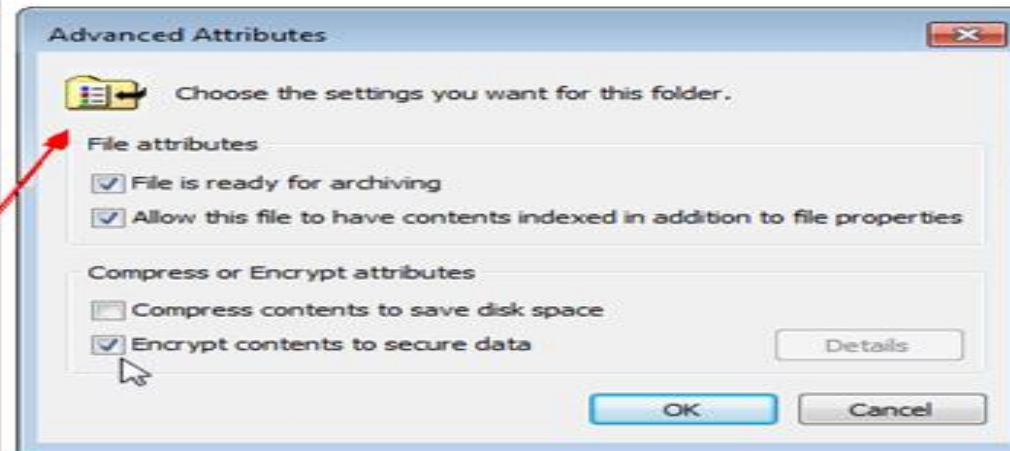 Advanced Attributes
Choose the settings you want for this folder.
File attributes
File is ready for archiving
Allow this file to have contents indexed in addition to file properties
Compress or Encrypt attributes
Compress contents to save disk space
Encrypt contents to secure data
Details
OK
Cancel